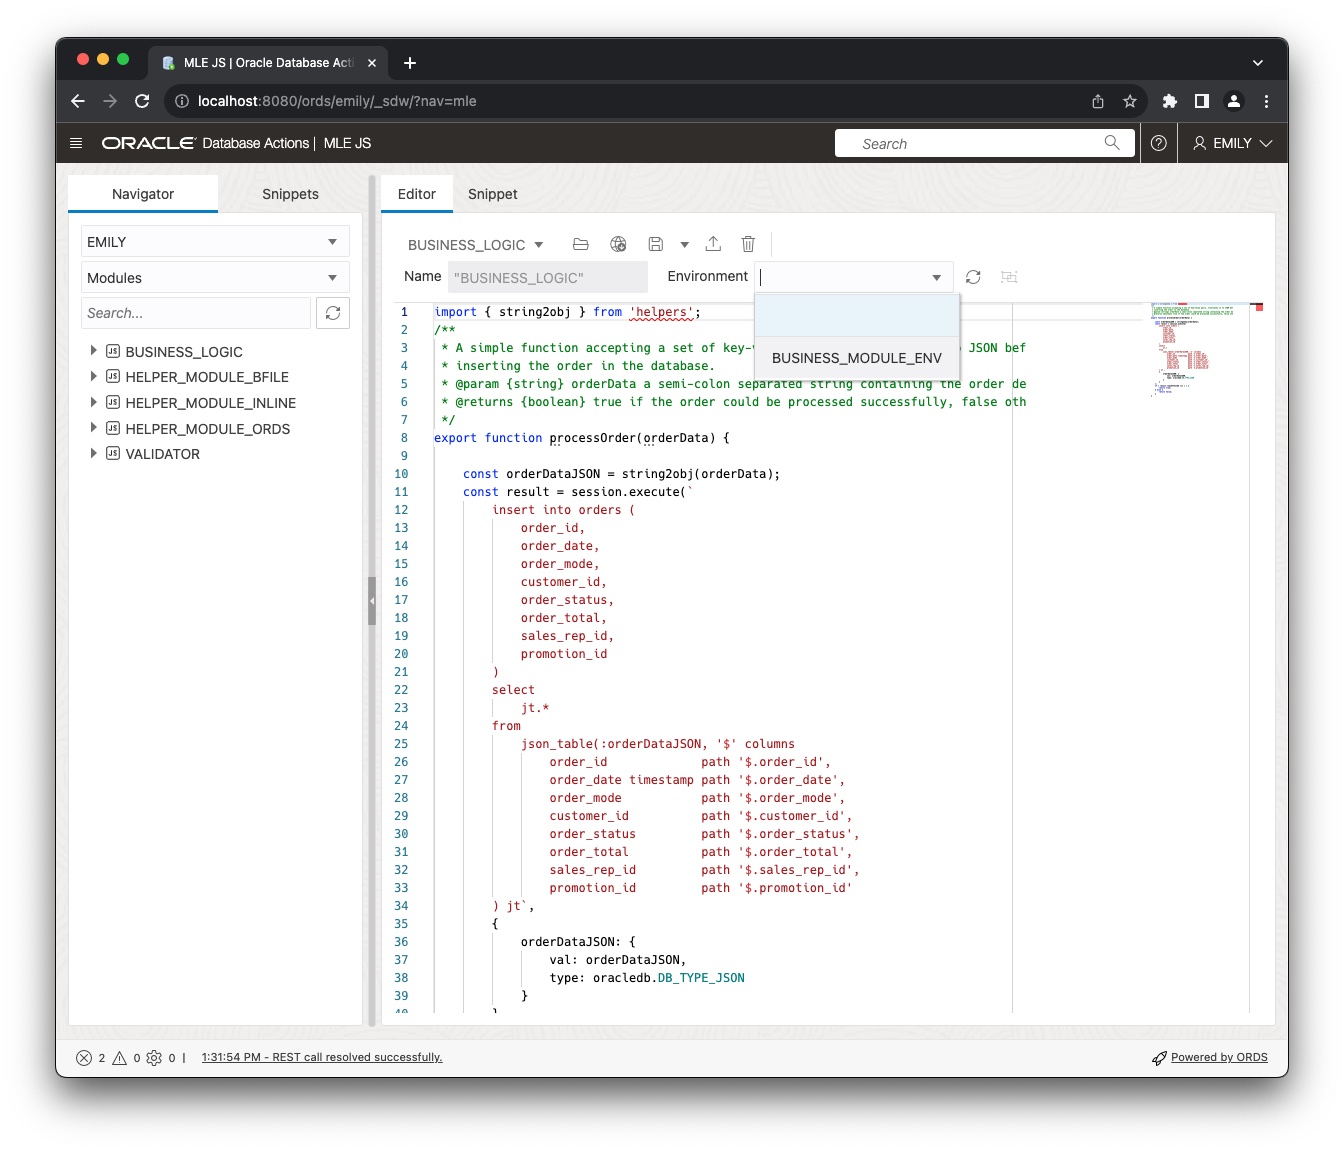 MLE JS | Oracle Database Acti
localhost:8080/ords/emily/_sdw/?nav=mle
ORACLE Database Actions | MLE JS
Search
EMILY
Navigator
Snippets
EMILY
Modules
Search...
BUSINESS_LOGIC
HELPER_MODULE_BFILE
HELPER_MODULE_INLINE
HELPER_MODULE_ORDS
VALIDATOR
Editor
Snippet
BUSINESS_LOGIC
Name
"BUSINESS_LOGIC"
Environment
BUSINESS_MODULE_ENV
1 import { string2obj } from 'helpers';
2 /**
3  * A simple function accepting a set of key-v JSON bef
4  * inserting the order in the database.
5  * @param {string} orderData a semi-colon separated string containing the order de
6  * @returns {boolean} true if the order could be processed successfully, false oth
7  */
8 export function processOrder(orderData) {
9
10     const orderDataJSON = string2obj(orderData);
11     const result = session.execute(`
12         insert into orders (
13             order_id,
14             order_date,
15             order_mode,
16             customer_id,
17             order_status,
18             order_total,
19             sales_rep_id,
20             promotion_id
21         )
22         select
23             jt.*
24         from
25             json_table(:orderDataJSON, '$' columns
26                 order_id             path '$.order_id',
27                 order_date timestamp path '$.order_date',
28                 order_mode           path '$.order_mode',
29                 customer_id          path '$.customer_id',
30                 order_status         path '$.order_status',
31                 order_total          path '$.order_total',
32                 sales_rep_id         path '$.sales_rep_id',
33                 promotion_id         path '$.promotion_id'
34         ) jt`,
35         {
36             orderDataJSON: {
37                 val: orderDataJSON,
38                 type: oracledb.DB_TYPE_JSON
39             }
40         }
2 0 0 | 1:31:54 PM - REST call resolved successfully.
Powered by ORDS